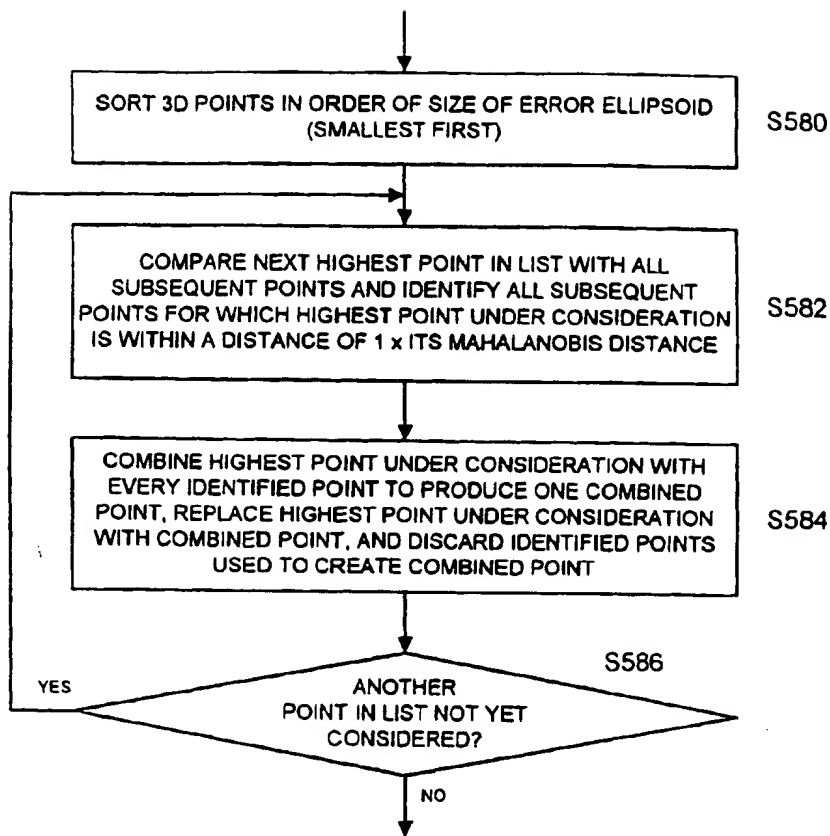 SORT 3D POINTS IN ORDER OF SIZE OF ERROR ELLIPSOID
(SMALLEST FIRST)
S580
COMPARE NEXT HIGHEST POINT IN LIST WITH ALL
SUBSEQUENT POINTS AND IDENTIFY ALL SUBSEQUENT
POINTS FOR WHICH HIGHEST POINT UNDER CONSIDERATION
IS WITHIN A DISTANCE OF 1 x ITS MAHALANOBIS DISTANCE
S582
COMBINE HIGHEST POINT UNDER CONSIDERATION WITH
EVERY IDENTIFIED POINT TO PRODUCE ONE COMBINED
POINT, REPLACE HIGHEST POINT UNDER CONSIDERATION
WITH COMBINED POINT, AND DISCARD IDENTIFIED POINTS
USED TO CREATE COMBINED POINT
S584
S586
YES
ANOTHER
POINT IN LIST NOT YET
CONSIDERED?
NO